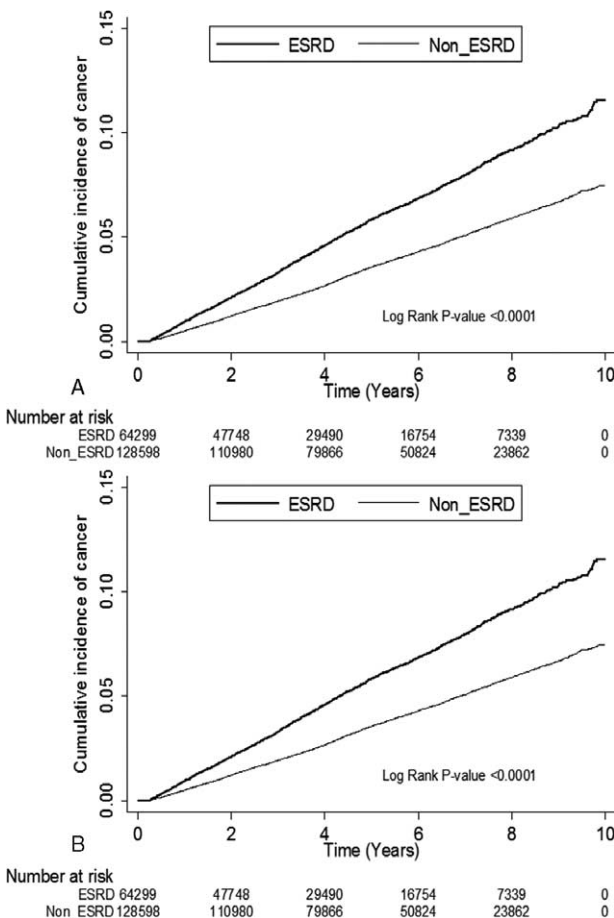 0.15
ESRD Non_ESRD
0.10
Cumulative incidence of cancer
0.05
Log Rank P-value <0.0001
0.00
0 2 4 6 8 10
A
Time (Years)
Number at risk
ESRD 64299 47748 29490 16754 7339 0
Non_ESRD 128598 110980 79866 50824 23862 0
0.15
ESRD Non_ESRD
0.10
Cumulative incidence of cancer
0.05
Log Rank P-value <0.0001
0.00
0 2 4 6 8 10
B
Time (Years)
Number at risk
ESRD 64299 47748 29490 16754 7339 0
Non_ESRD 128598 110980 79866 50824 23862 0